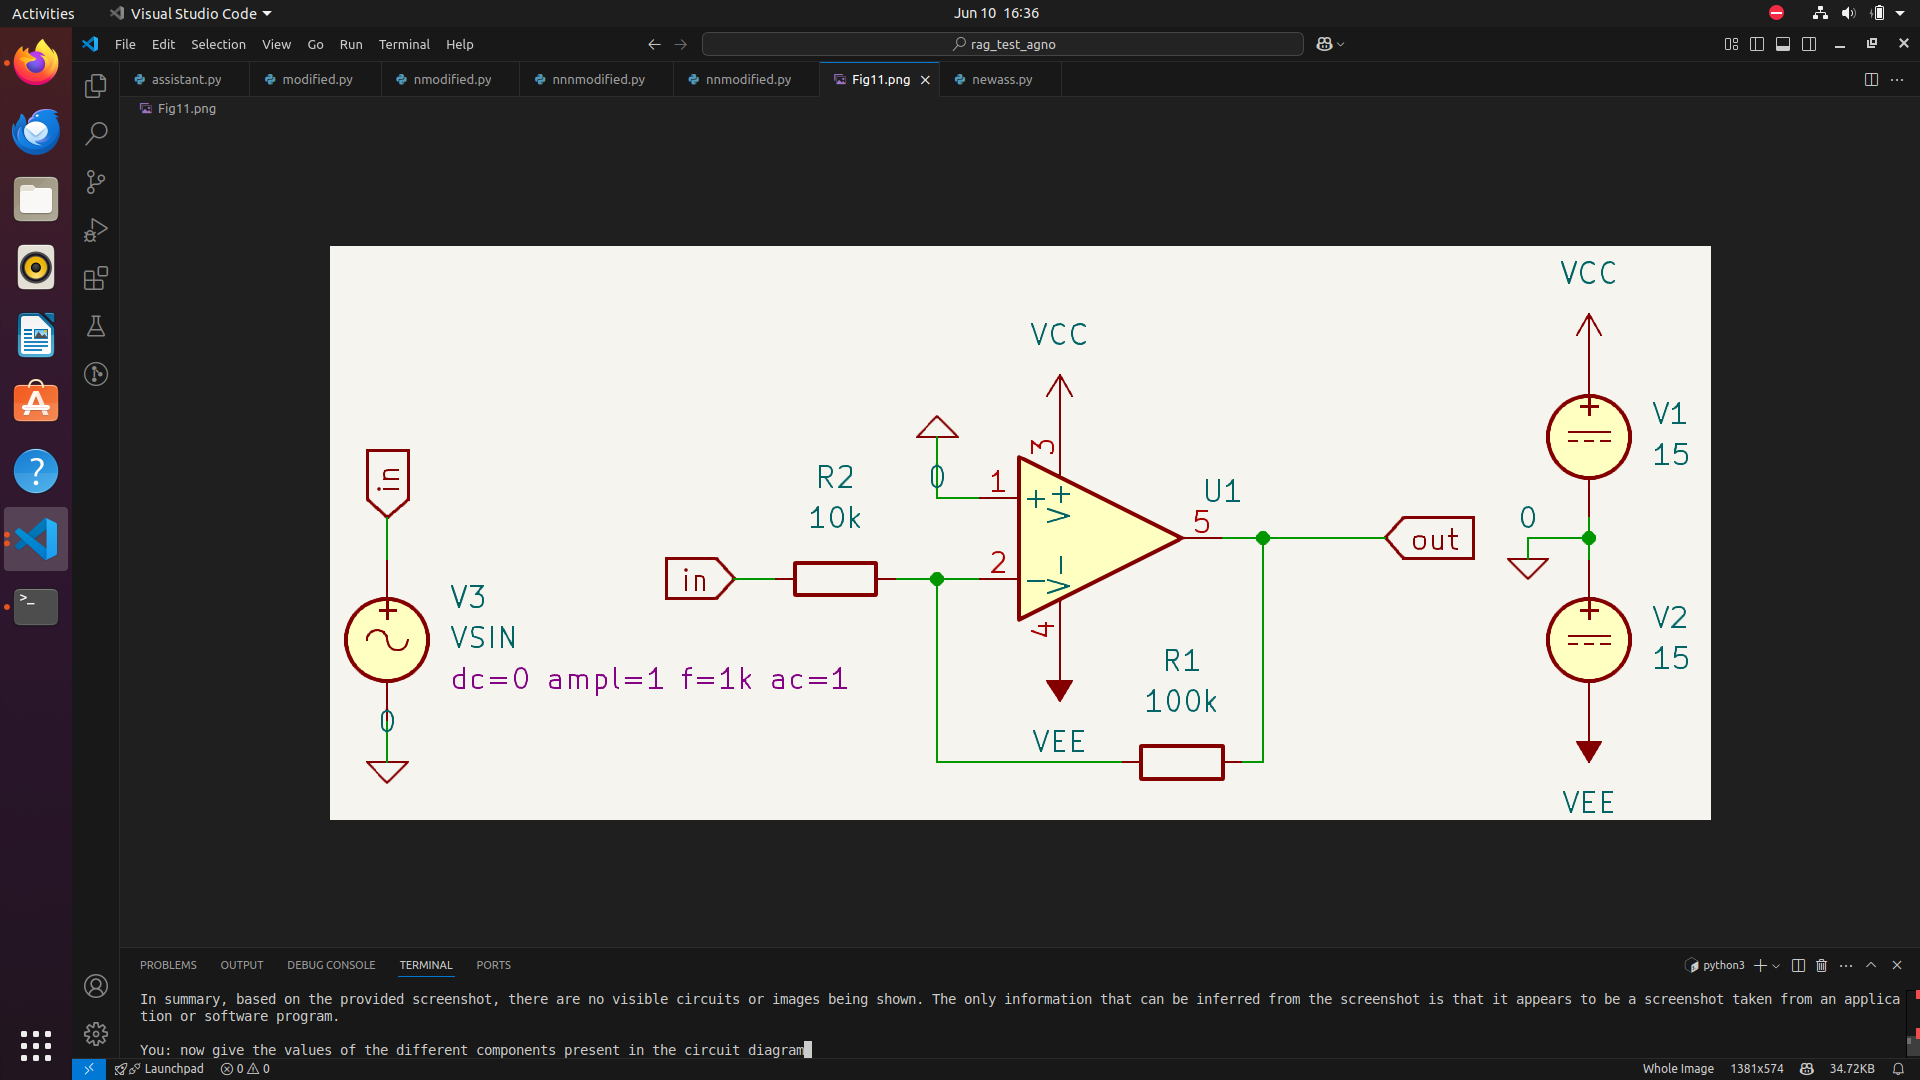 Activities
Visual Studio Code
Jun 10 16:36
File Edit Selection View Go Run Terminal Help
rag_test_agno
assistant.py
modified.py
nmodified.py
nnnmodified.py
nnmodified.py
Fig11.png
newass.py
Fig11.png
VCC
VCC
in
0
R2
10k
1
3
+
V+
U1
5
V1
15
0
out
in
2
V-
4
V3
VSIN
dc=0 ampl=1 f=1k ac=1
0
R1
100k
VEE
V2
15
VEE
PROBLEMS OUTPUT DEBUG CONSOLE TERMINAL PORTS
python3
In summary, based on the provided screenshot, there are no visible circuits or images being shown. The only information that can be inferred from the screenshot is that it appears to be a screenshot taken from an applica
tion or software program.
You: now give the values of the different components present in the circuit diagram
Launchpad 0 0
Whole Image 1381x574 34.72KB